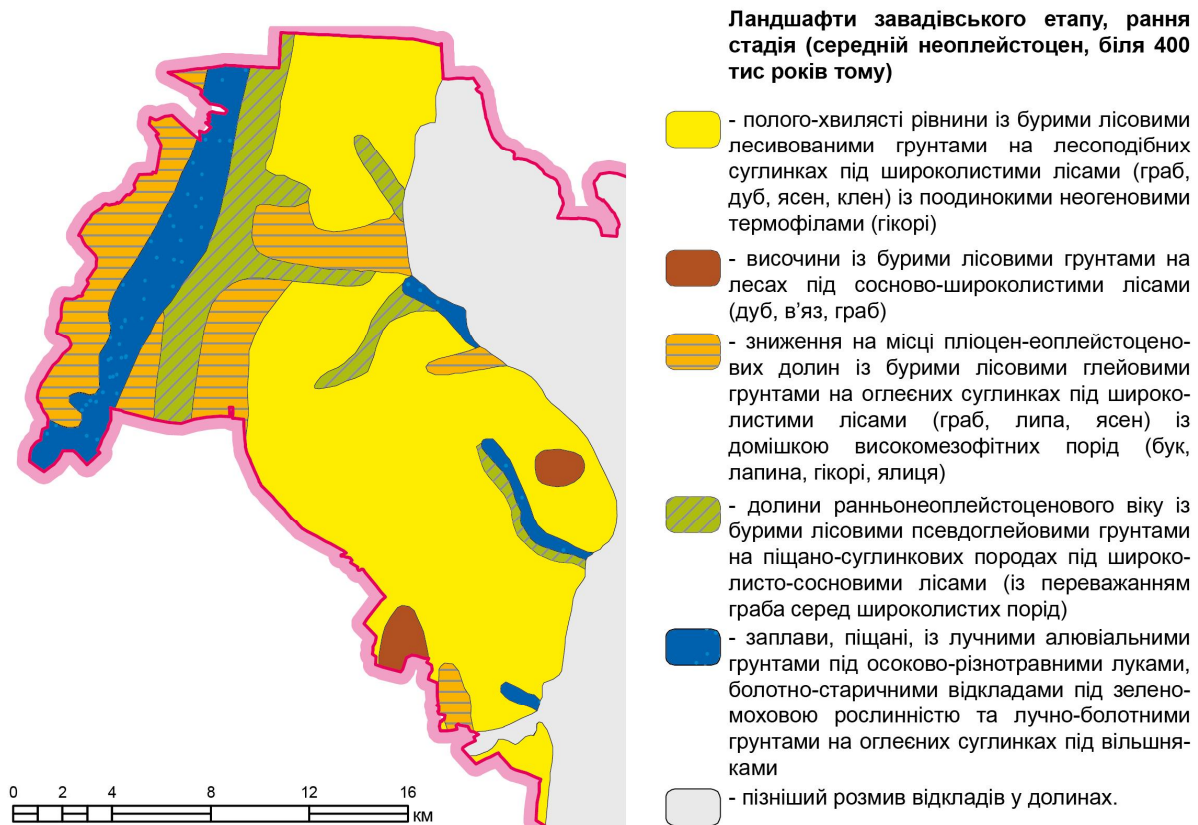 Ландшафти завадівського етапу, рання
стадія (середній неоплейстоцен, біля 400
тис років тому)
- полого-хвилясті рівнини із бурими лісовими
лесивованими грунтами на лесоподібних
суглинках під широколистими лісами (граб,
дуб, ясен, клен) із поодинокими неогеновими
термофілами (гікорі)
- височини із бурими лісовими грунтами на
лесах під сосново-широколистими лісами
(дуб, в'яз, граб)
- зниження на місці пліоцен-еоплейстоцено-
вих долин із бурими лісовими глейовими
грунтами на оглеєних суглинках під широко-
листими лісами (граб, липа, ясен) із
домішкою високомезофітних порід (бук,
лапина, гікорі, ялиця)
- долини ранньонеоплейстоценового віку із
бурими лісовими псевдоглейовими грунтами
на піщано-суглинкових породах під широко-
листо-сосновими лісами (із переважанням
граба серед широколистих порід)
- заплави, піщані, із лучними алювіальними
грунтами під осоково-різнотравними луками,
болотно-старичними відкладами під зелено-
моховою рослинністю та лучно-болотними
грунтами на оглеєних суглинках під вільшня-
ками
- пізніший розмив відкладів у долинах.
0 2 4 8 12 16
км